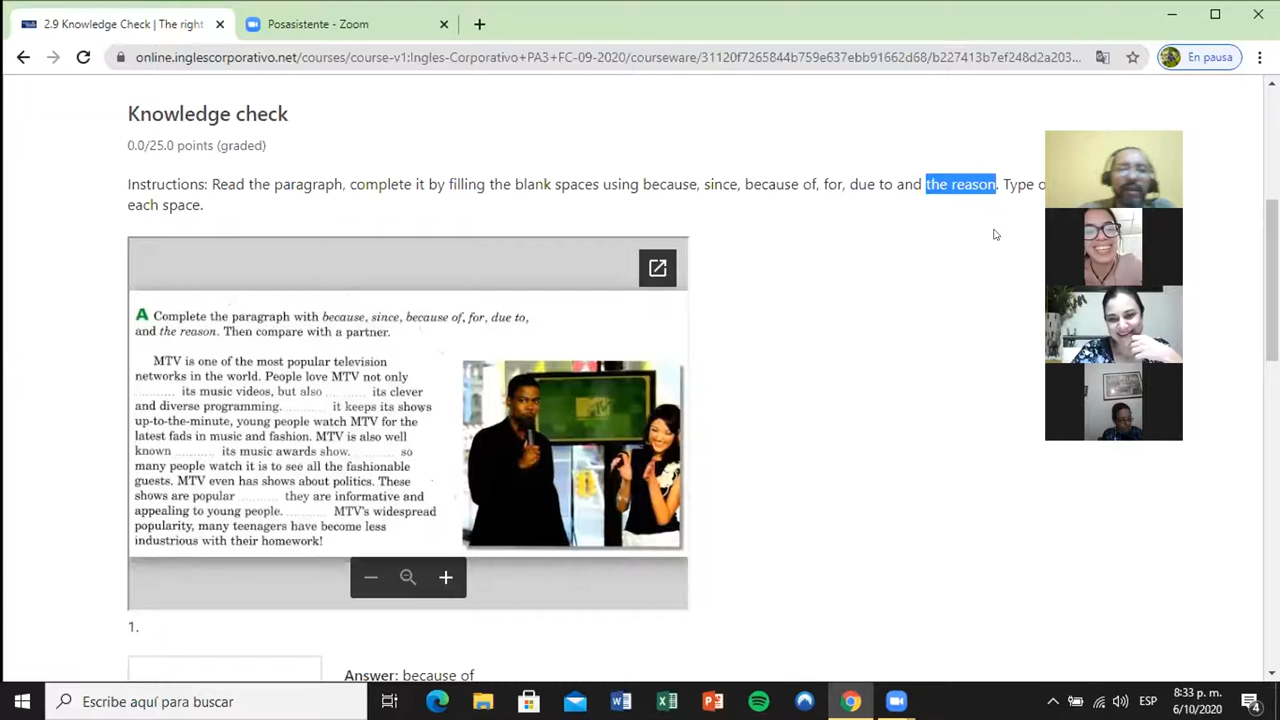 2.9 Knowledge Check | The right
Posasistente - Zoom
online.inglescorporativo.net/courses/course-v1:Ingles-Corporativo+PA3+FC-09-2020/courseware/31120f7265844b759e637ebb91662d68/b227413b7ef248d2a203...
En pausa
Knowledge check
0.0/25.0 points (graded)
Instructions: Read the paragraph, complete it by filling the blank spaces using because, since, because of, for, due to and the reason. Type
each space.
A Complete the paragraph with because, since, because of, for, due to,
and the reason. Then compare with a partner.
MTV is one of the most popular television
networks in the world. People love MTV not only
.......... its music videos, but also .......... its clever
and diverse programming. .......... it keeps its shows
up-to-the-minute, young people watch MTV for the
latest fads in music and fashion. MTV is also well
known .......... its music awards show. .......... so
many people watch it is to see all the fashionable
guests. MTV even has shows about politics. These
shows are popular .......... they are informative and
appealing to young people. .......... MTV's widespread
popularity, many teenagers have become less
industrious with their homework!
1.
Answer: because of
Escribe aquí para buscar
ESP
8:33 p. m.
6/10/2020
4